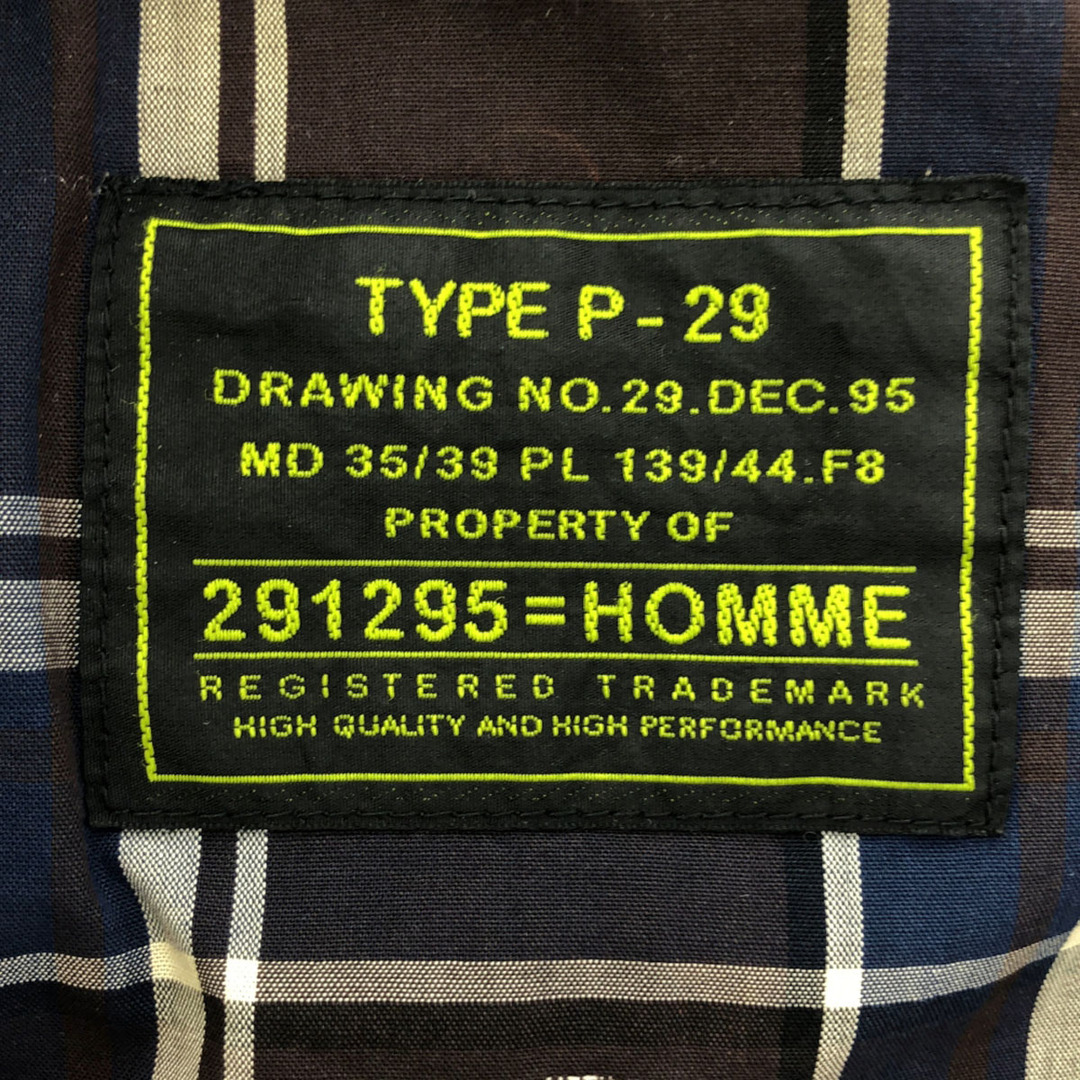 TYPE P-29
DRAWING NO.29.DEC.95
MD 35/39 PL 139/44.F8
PROPERTY OF
291295=HOMME
REGISTERED TRADEMARK
HIGH QUALITY AND HIGH PERFORMANCE